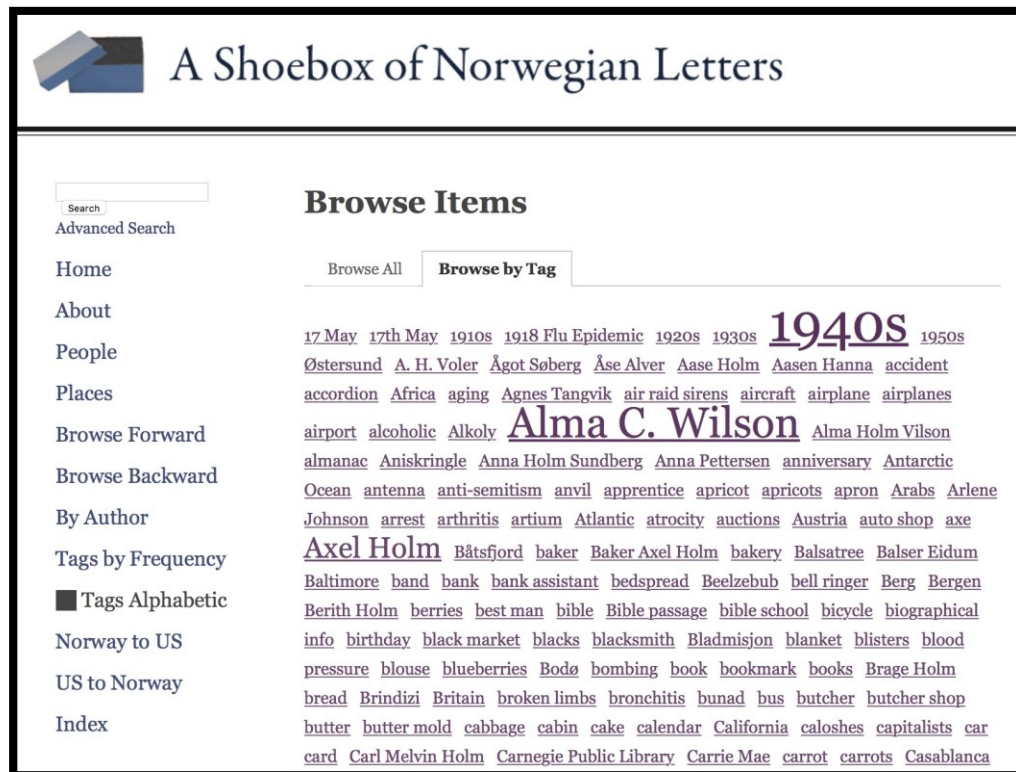 A Shoebox of Norwegian Letters
Search
Advanced Search
Home
About
People
Places
Browse Forward
Browse Backward
By Author
Tags by Frequency
Tags Alphabetic
Norway to US
US to Norway
Index
Browse Items
Browse All Browse by Tag
17 May 17th May 1910s 1918 Flu Epidemic 1920s 1930s 1940s 1950s
Østersund A. H. Voler Ågot Søberg Åse Alver Aase Holm Aasen Hanna accident
accordion Africa aging Agnes Tangvik air raid sirens aircraft airplane airplanes
airport alcoholic Alkoly Alma C. Wilson Alma Holm Vilson
almanac Aniskringle Anna Holm Sundberg Anna Pettersen anniversary Antarctic
Ocean antenna anti-semitism anvil apprentice apricot apricots apron Arabs Arlene
Johnson arrest arthritis artium Atlantic atrocity auctions Austria auto shop axe
Axel Holm Båtsfjord baker Baker Axel Holm bakery Balsatree Balser Eidum
Baltimore band bank bank assistant bedspread Beelzebub bell ringer Berg Bergen
Berith Holm berries best man bible Bible passage bible school bicycle biographical
info birthday black market blacks blacksmith Bladmisjon blanket blisters blood
pressure blouse blueberries Bodø bombing book bookmark books Brage Holm
bread Brindizi Britain broken limbs bronchitis bunad bus butcher butcher shop
butter butter mold cabbage cabin cake calendar California caloshes capitalists car
card Carl Melvin Holm Carnegie Public Library Carrie Mae carrot carrots Casablanca